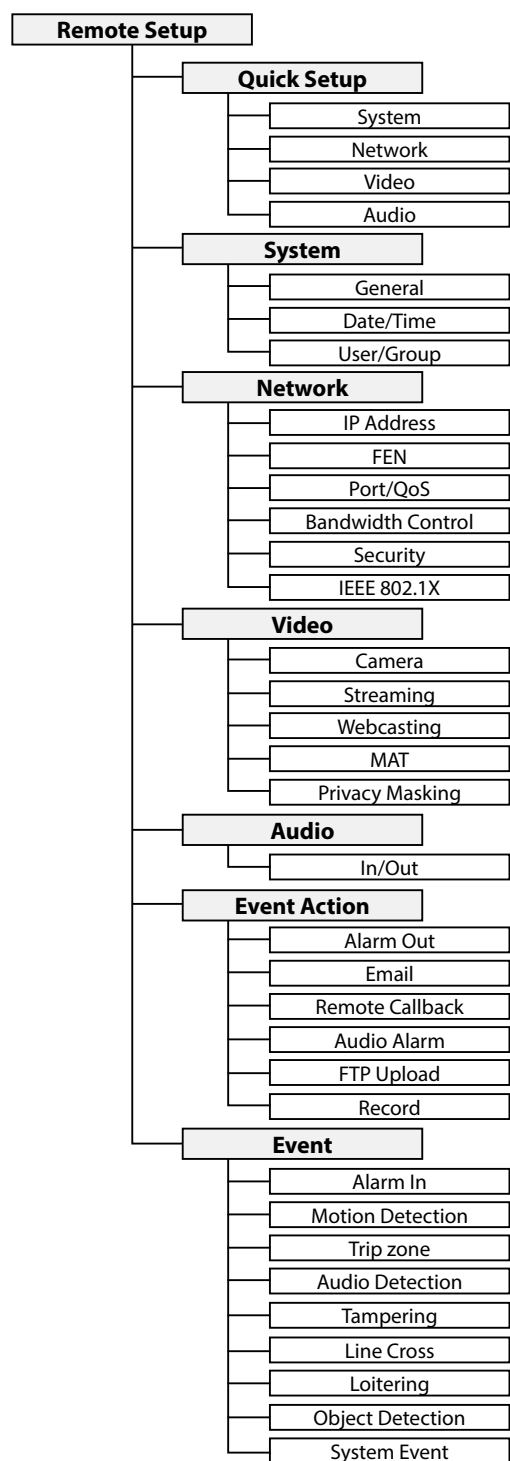 Remote Setup
Quick Setup
System
Network
Video
Audio
System
General
Date/Time
User/Group
Network
IP Address
FEN
Port/QoS
Bandwidth Control
Security
IEEE 802.1X
Video
Camera
Streaming
Webcasting
MAT
Privacy Masking
Audio
In/Out
Event Action
Alarm Out
Email
Remote Callback
Audio Alarm
FTP Upload
Record
Event
Alarm In
Motion Detection
Trip zone
Audio Detection
Tampering
Line Cross
Loitering
Object Detection
System Event